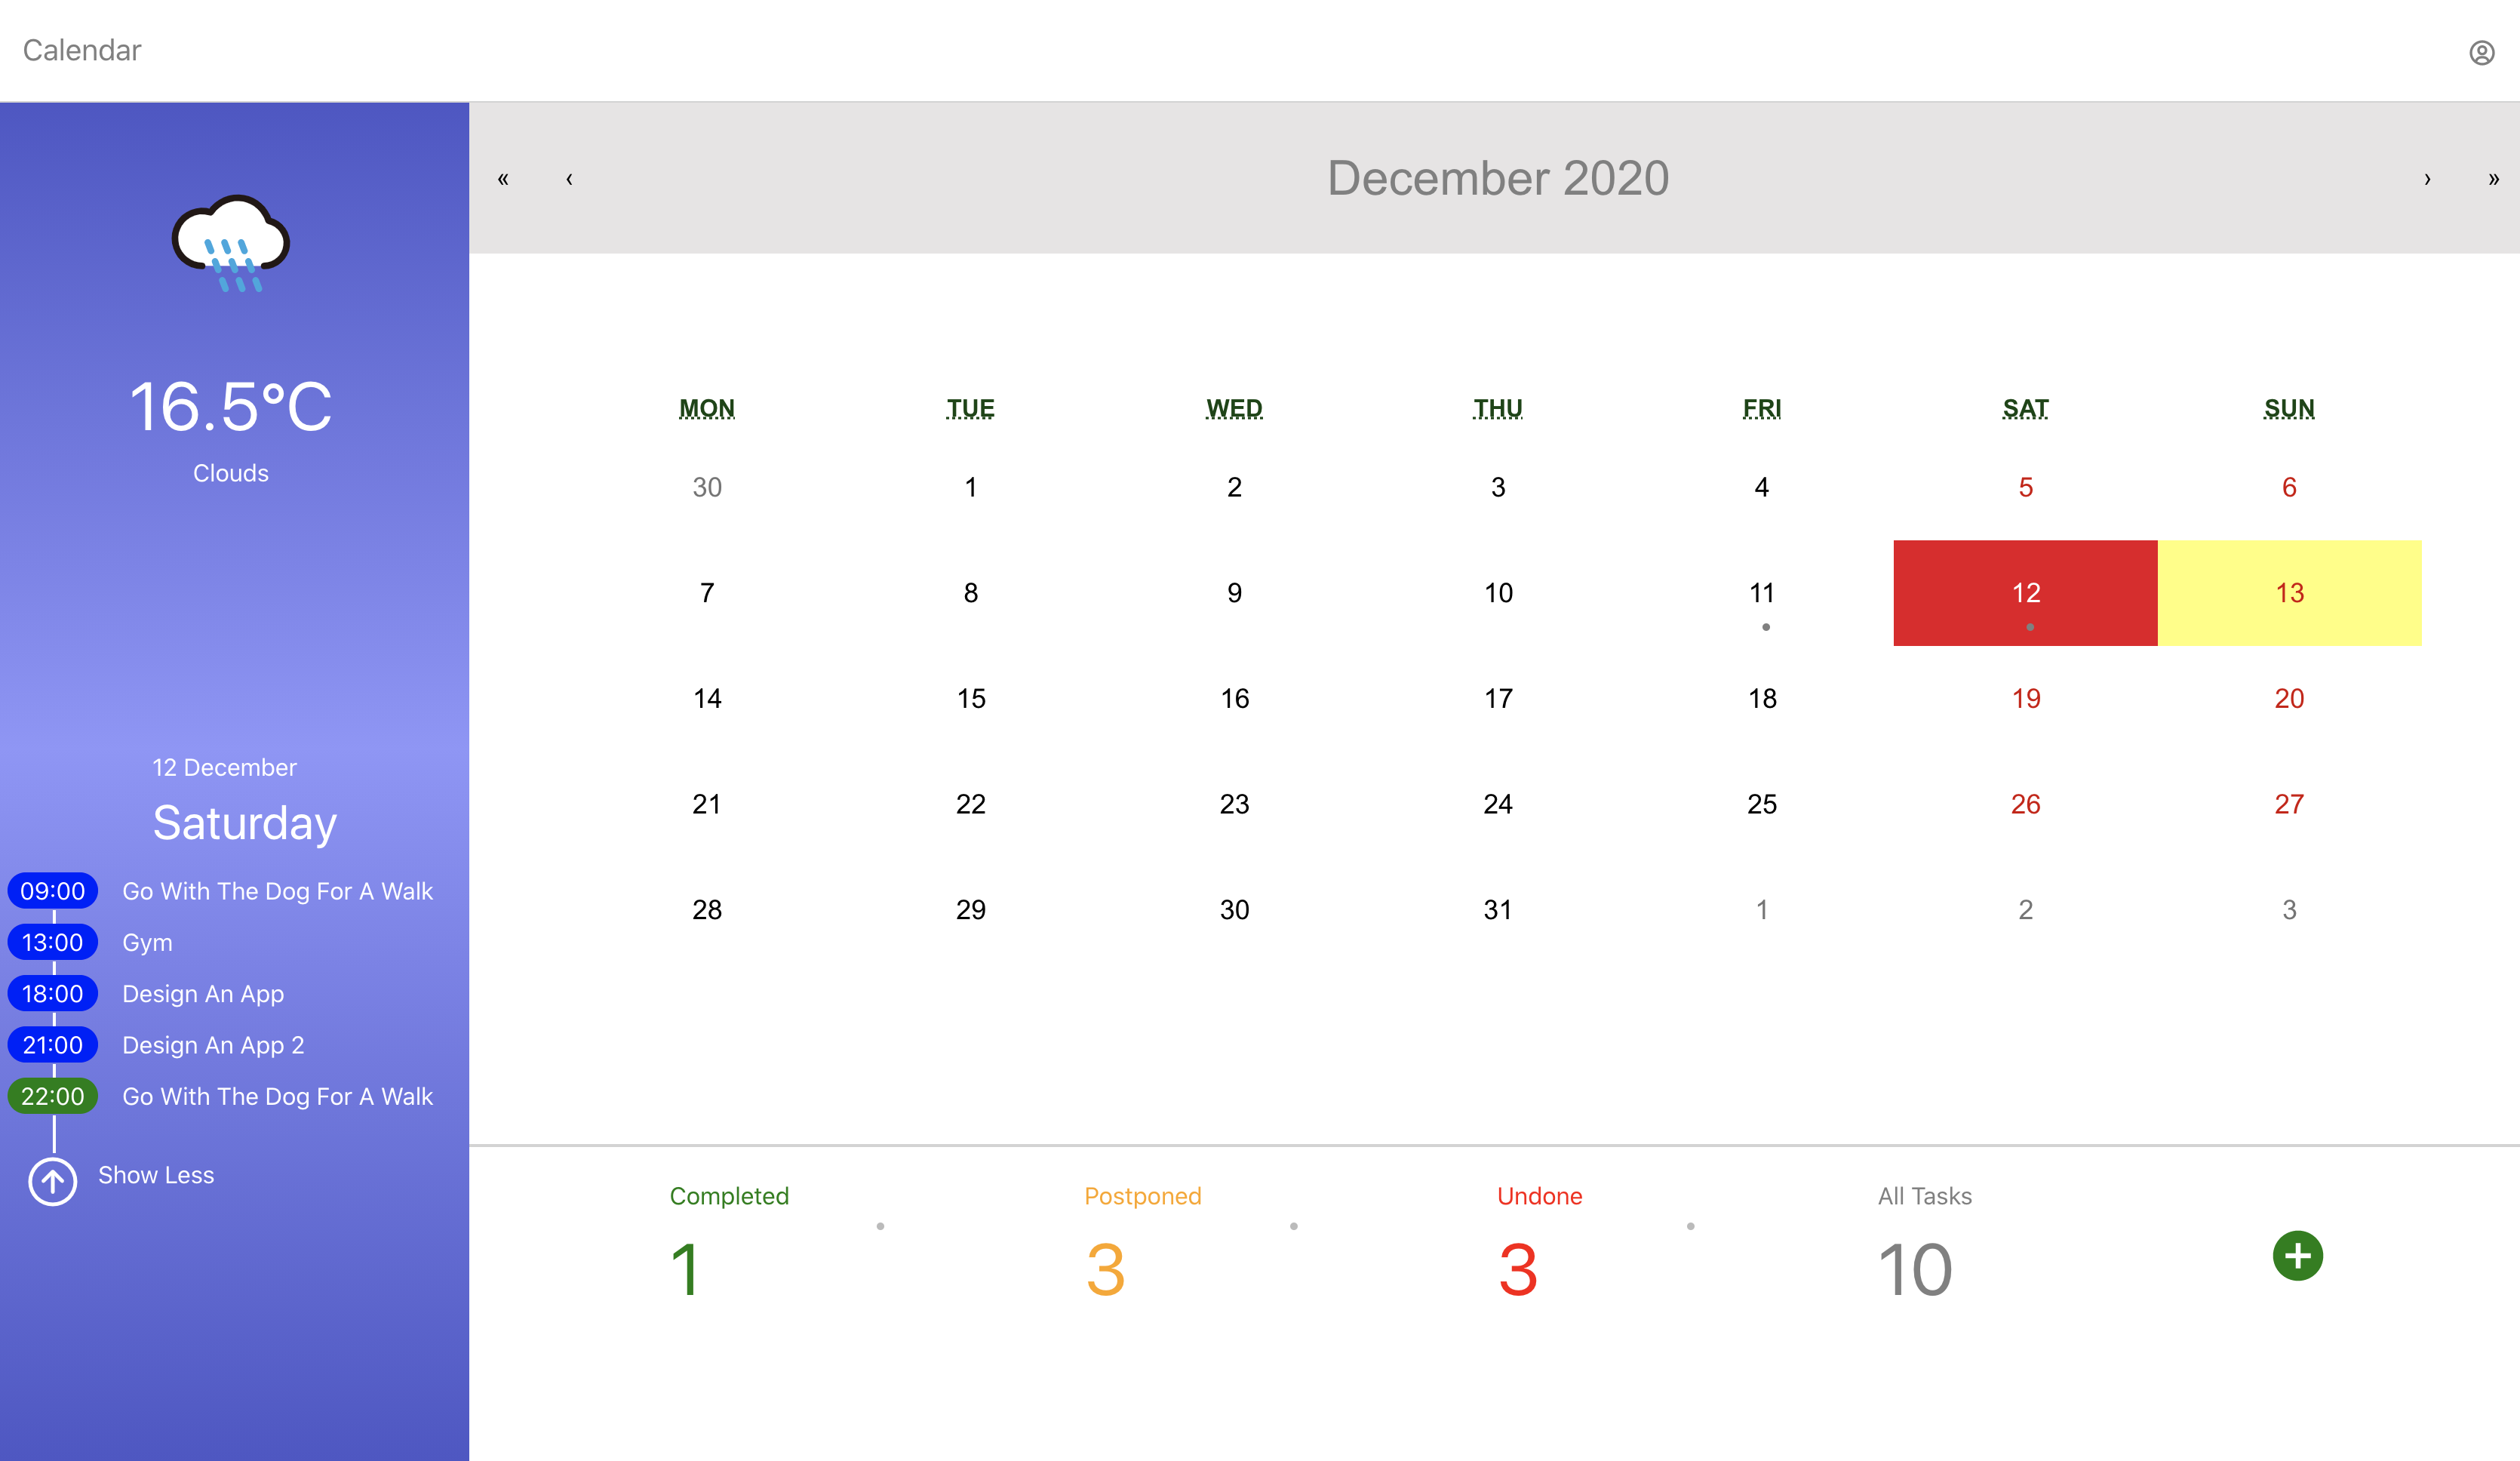 Calendar
16.5°C
Clouds
12 December
Saturday
09:00 Go With The Dog For A Walk
13:00 Gym
18:00 Design An App
21:00 Design An App 2
22:00 Go With The Dog For A Walk
Show Less
« ‹ December 2020 › »
MON TUE WED THU FRI SAT SUN
30 1 2 3 4 5 6
7 8 9 10 11 12 13
14 15 16 17 18 19 20
21 22 23 24 25 26 27
28 29 30 31 1 2 3
Completed Postponed Undone All Tasks
1 3 3 10